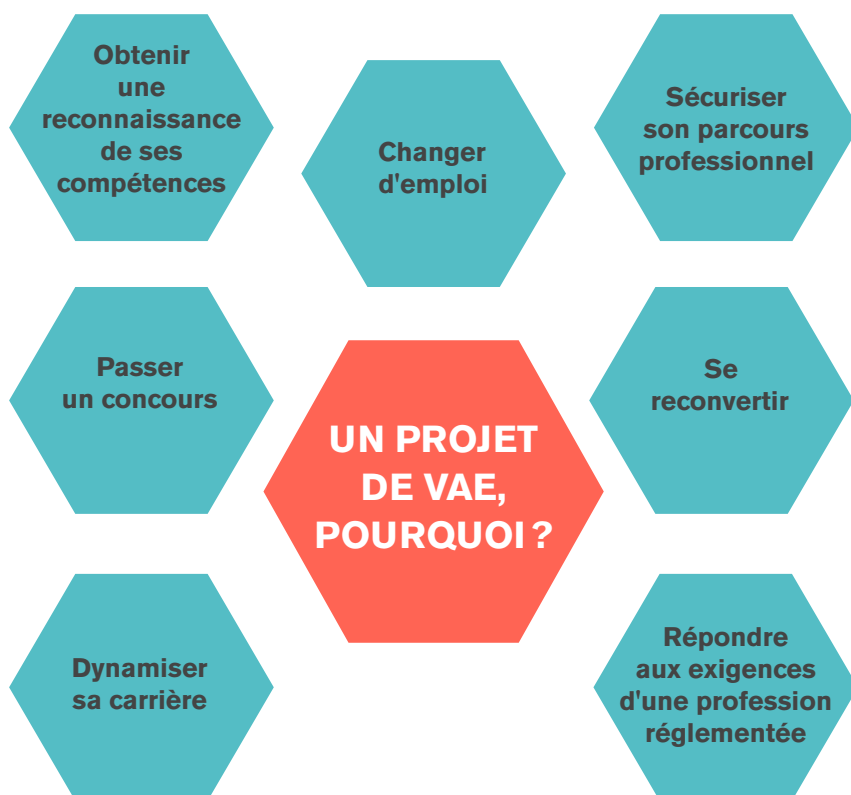 Obtenir
une
reconnaissance
de ses
compétences
Changer
d'emploi
Sécuriser
son parcours
professionnel
Passer
un concours
UN PROJET
DE VAE,
POURQUOI ?
Se
reconvertir
Dynamiser
sa carrière
Répondre
aux exigences
d'une profession
réglementée